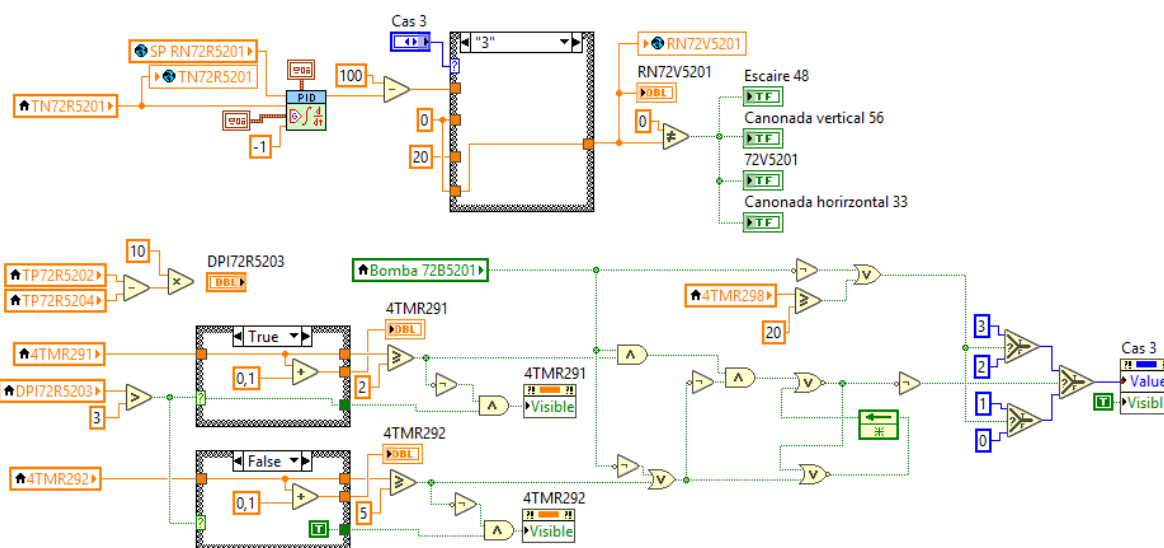 Cas 3
SP RN72R5201
TN72R5201
TN72R5201
PID
-1
100
"3"
0
20
RN72V5201
RN72V5201
DBL
0
Escaire 48
TF
Canonada vertical 56
TF
72V5201
TF
Canonada horirzontal 33
TF
10
TP72R5202
TP72R5204
DPI72R5203
DBL
Bomba 72B5201
4TMR298
20
True
4TMR291
DBL
4TMR291
0,1
2
DPI72R5203
3
4TMR291
Visible
3
2
1
0
Cas 3
Value
T
Visibl
False
4TMR292
DBL
4TMR292
0,1
5
T
4TMR292
Visible